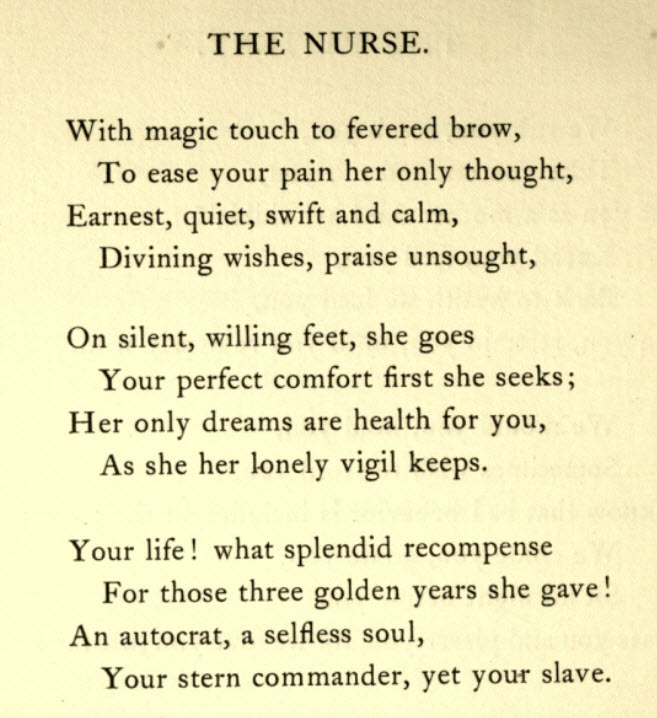 THE NURSE.
With magic touch to fevered brow,
To ease your pain her only thought,
Earnest, quiet, swift and calm,
Divining wishes, praise unsought,
On silent, willing feet, she goes
Your perfect comfort first she seeks;
Her only dreams are health for you,
As she her lonely vigil keeps.
Your life! what splendid recompense
For those three golden years she gave!
An autocrat, a selfless soul,
Your stern commander, yet your slave.